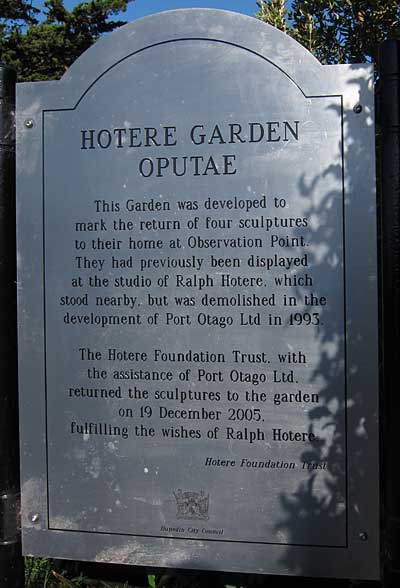 HOTERE GARDEN
OPUTAE
This Garden was developed to
mark the return of four sculptures
to their home at Observation Point.
They had previously been displayed
at the studio of Ralph Hotere, which
stood nearby, but was demolished in the
development of Port Otago Ltd in 1993.
The Hotere Foundation Trust, with
the assistance of Port Otago Ltd,
returned the sculptures to the garden
on 19 December 2005,
fulfilling the wishes of Ralph Hotere.
Hotere Foundation Trust
Dunedin City Council